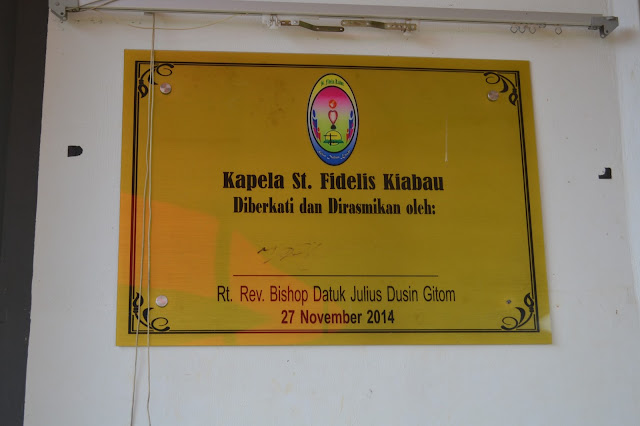 Kapela St. Fidelis Kiabau
Diberkati dan Dirasmikan oleh:
Rt. Rev. Bishop Datuk Julius Dusin Gitom
27 November 2014